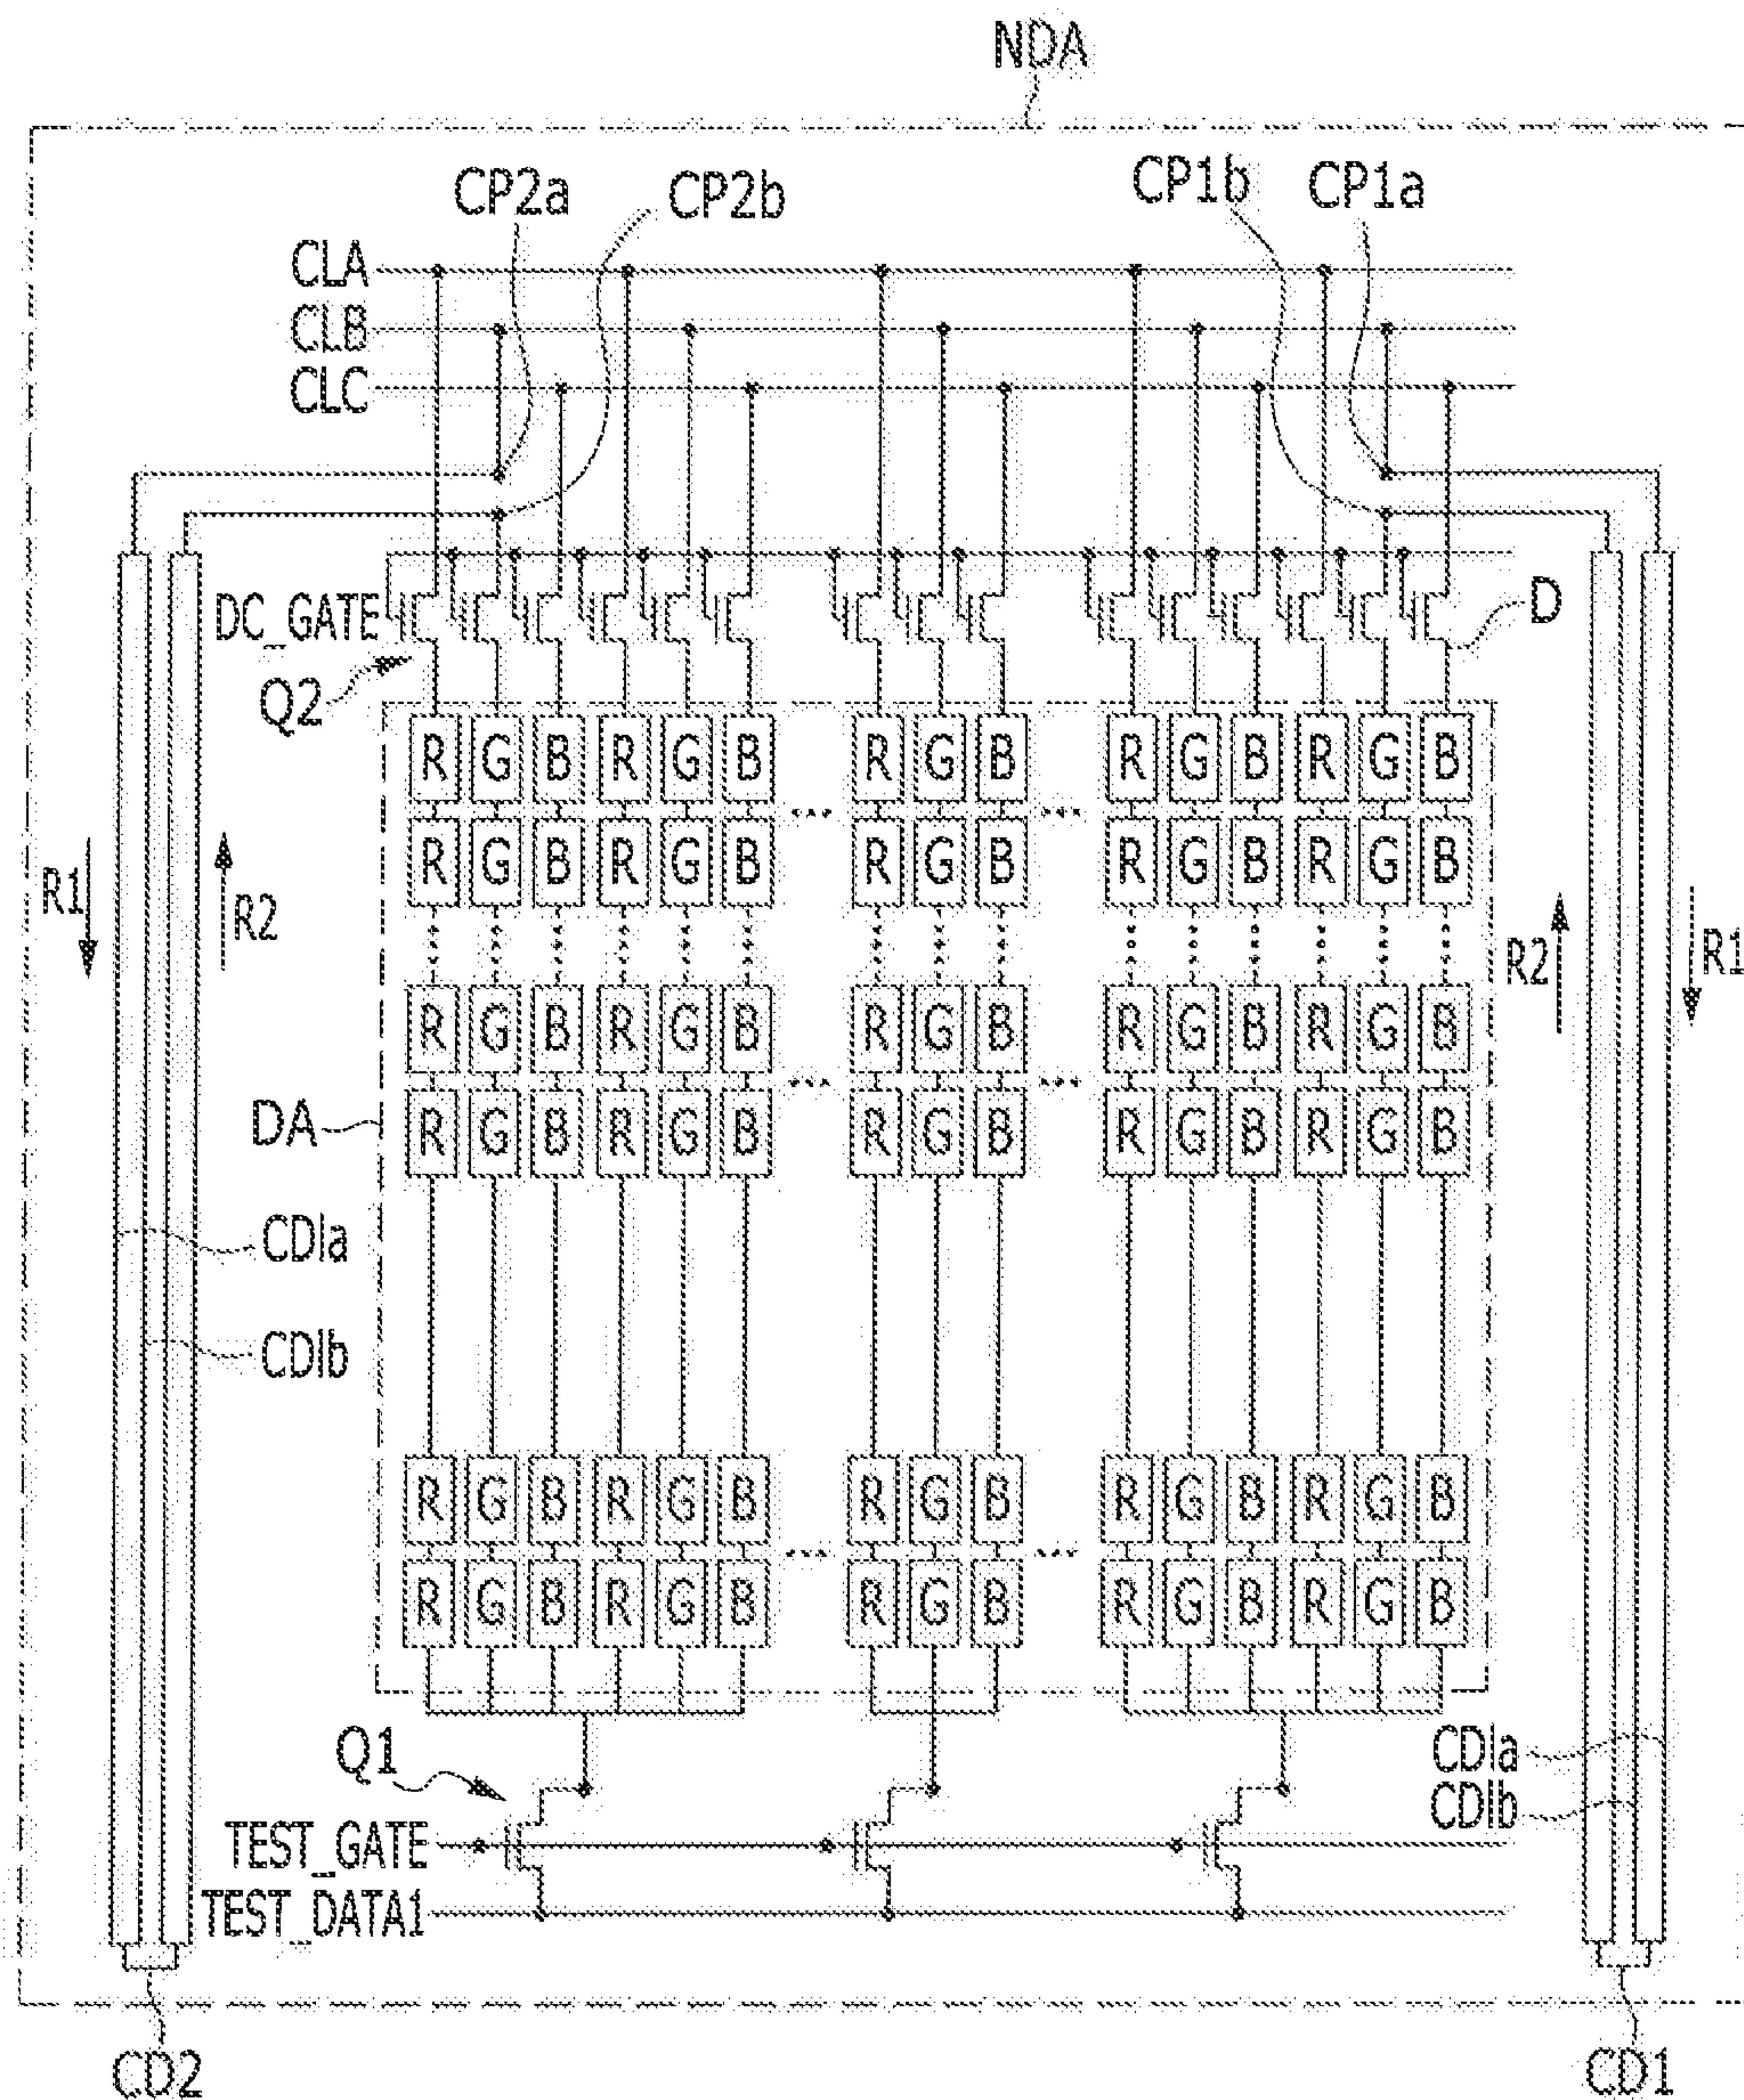 NDA
CP2a CP2b CP1b CP1a
CLA
CLB
CLC
DC_GATE
D
Q2
R G B R G B ... R G B ... R G B R G B
R G B R G B R G B R G B R G B
R1 R2 R2 R1
R G B R G B ... R G B ... R G B R G B
DA
R G B R G B R G B R G B R G B
CDIa
CDIb
R G B R G B ... R G B ... R G B R G B
R G B R G B R G B R G B R G B
Q1
CDIa
CDIb
TEST_GATE
TEST_DATA1
CD2 CD1